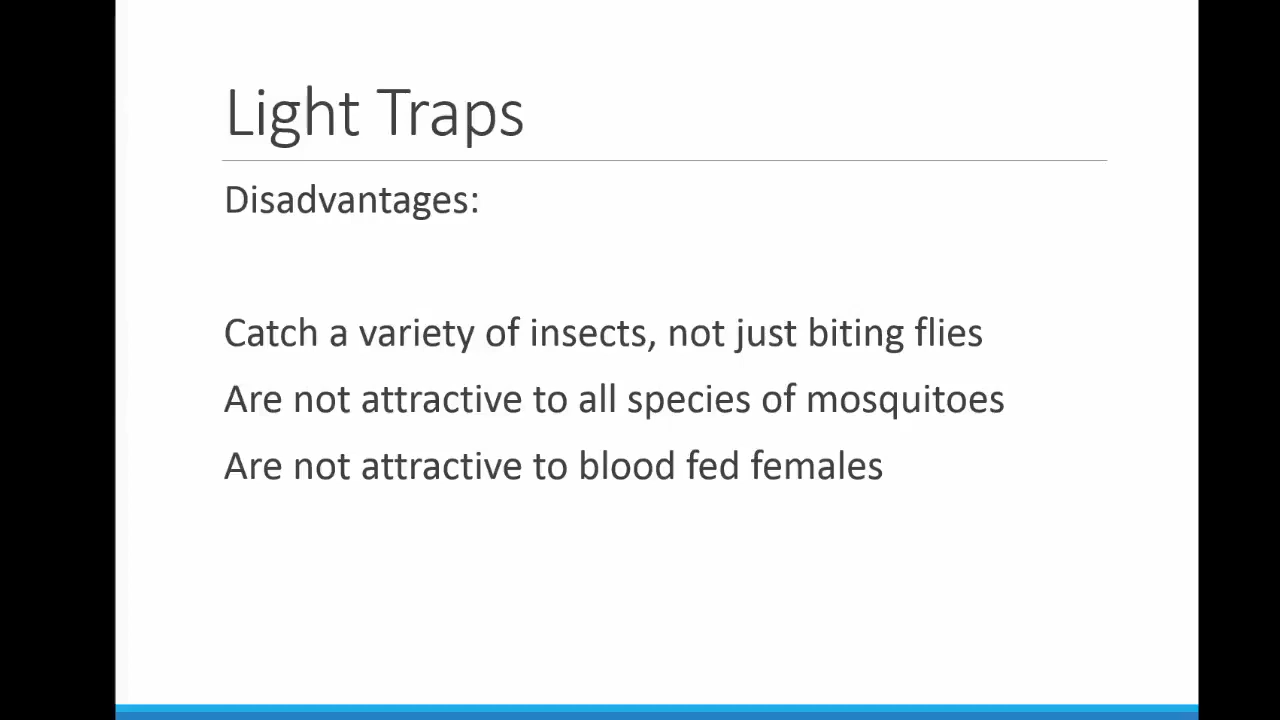 Light Traps
Disadvantages:
Catch a variety of insects, not just biting flies
Are not attractive to all species of mosquitoes
Are not attractive to blood fed females